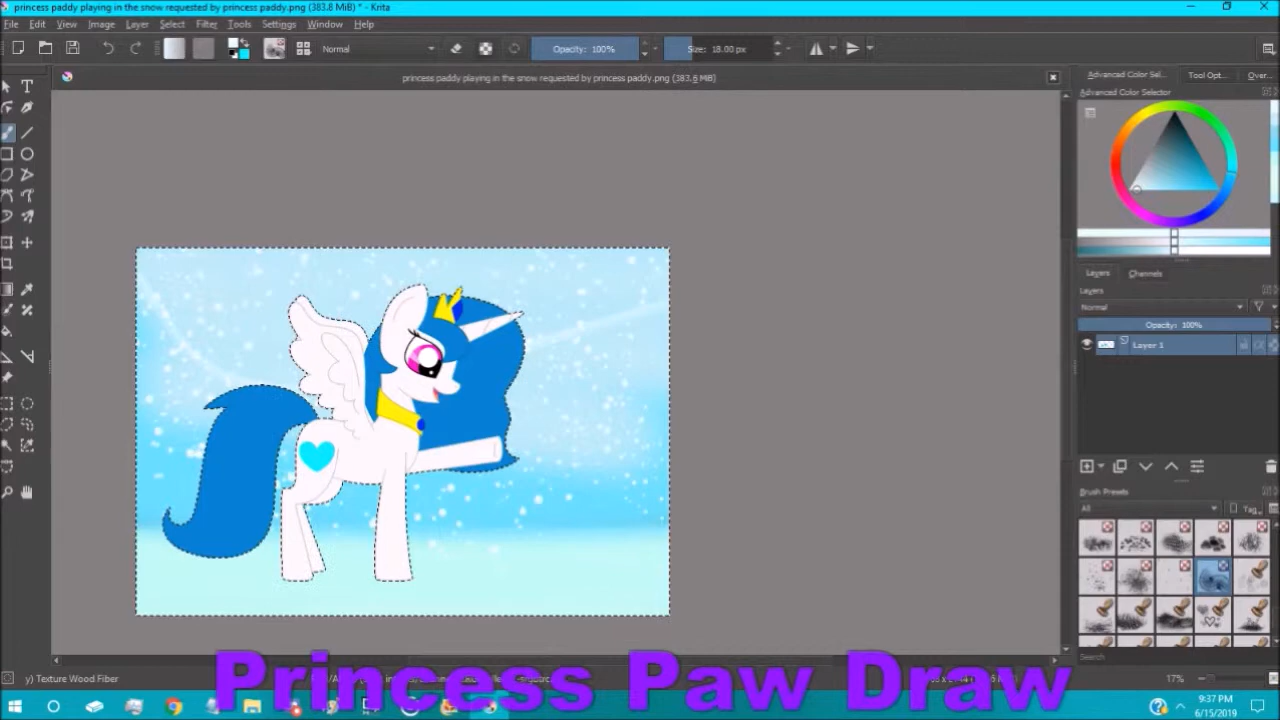 princess paddy playing in the snow requested by princess paddy.png (383.8 MiB) * - Krita
File Edit View Image Layer Select Filter Tools Settings Window Help
Normal
Opacity: 100%
Size: 18.00 px
princess paddy playing in the snow requested by princess paddy.png (383.8 MiB)
Advanced Color Sel... Tool Opt... Over...
Advanced Color Selector
Layers Channels
Layers
Normal
Opacity: 100%
Layer 1
Brush Presets
All
Tag
Search
y) Texture Wood Fiber
17%
Princess Paw Draw
9:37 PM
6/15/2019